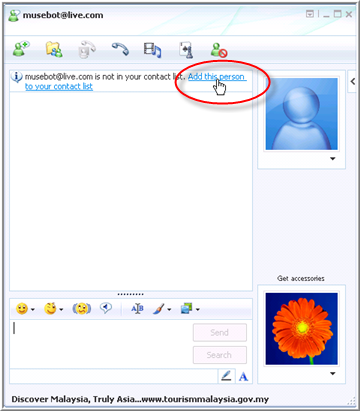 musebot@live.com
musebot@live.com is not in your contact list. Add this person
to your contact list
Get accessories
Send
Search
A
Discover Malaysia, Truly Asia...www.tourismmalaysia.gov.my